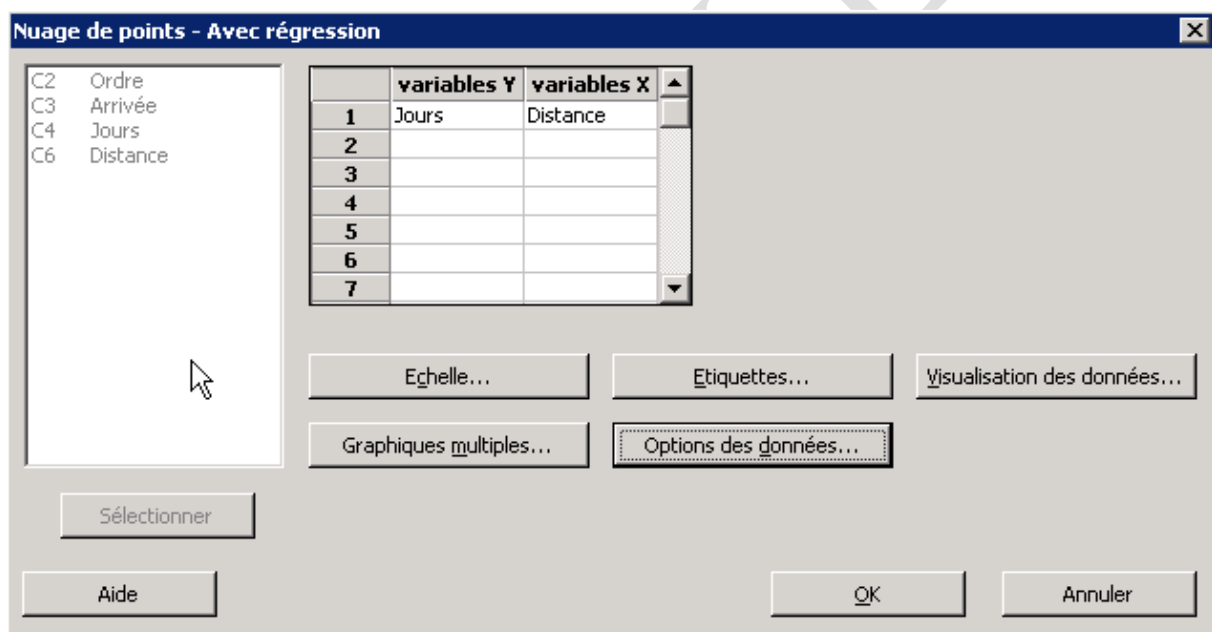 Nuage de points - Avec régression
C2 Ordre
C3 Arrivée
C4 Jours
C6 Distance
variables Y variables X
1 Jours Distance
2
3
4
5
6
7
Echelle... Etiquettes... Visualisation des données...
Graphiques multiples... Options des données...
Sélectionner
Aide OK Annuler